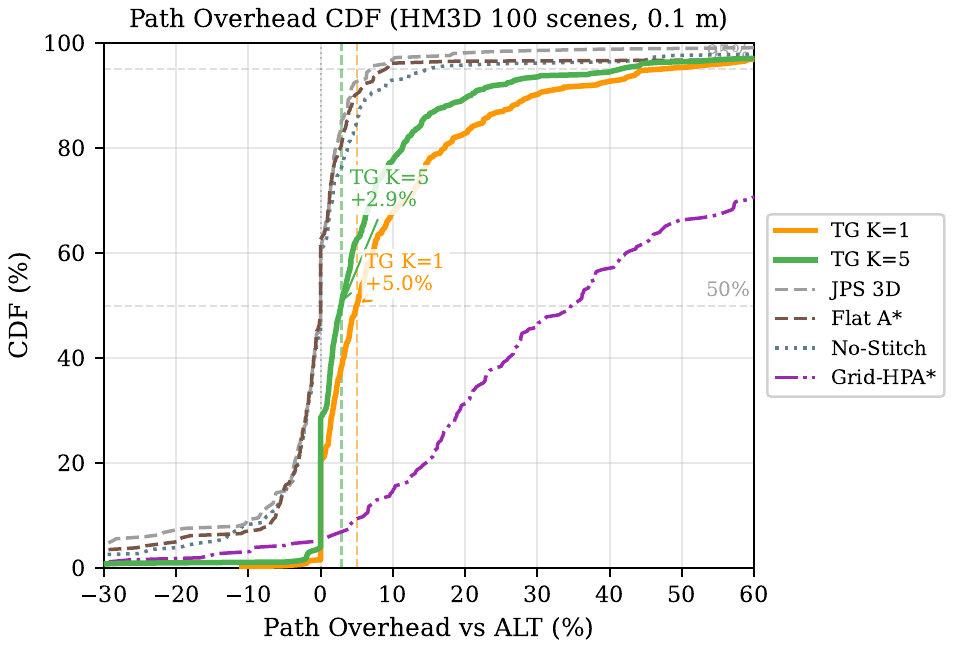 Path Overhead CDF (HM3D 100 scenes, 0.1 m)
CDF (%)
100
80
60
40
20
0
TG K=5
+2.9%
TG K=1
+5.0%
50%
TG K=1
TG K=5
JPS 3D
Flat A*
No-Stitch
Grid-HPA*
−30
−20
−10
0
10
20
30
40
50
60
Path Overhead vs ALT (%)